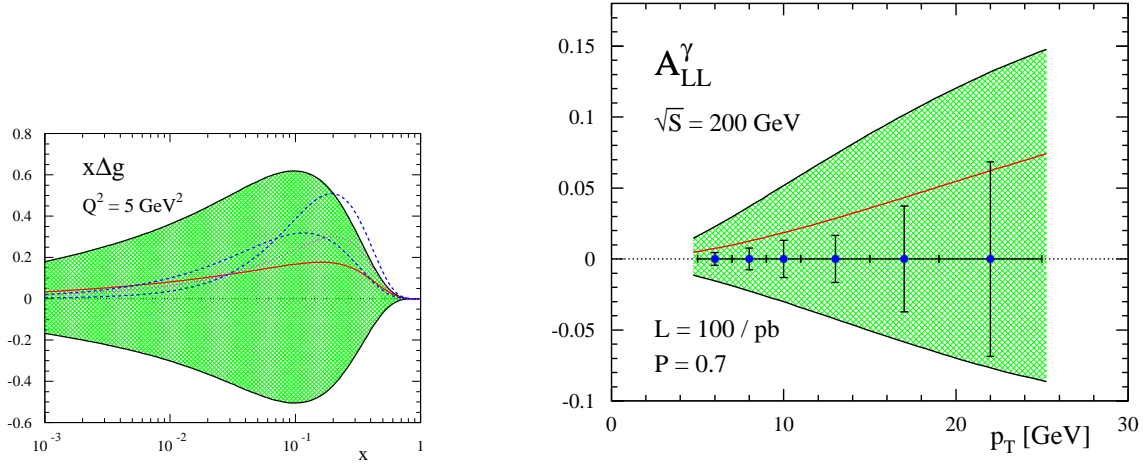 0.8
0.6
0.4
0.2
0
-0.2
-0.4
-0.6
x∆g
Q² = 5 GeV²
10⁻³ 10⁻² 10⁻¹ 1
x
0.15
0.1
0.05
0
-0.05
-0.1
A_LL^γ
√S = 200 GeV
L = 100 / pb
P = 0.7
0 10 20 30
p_T [GeV]